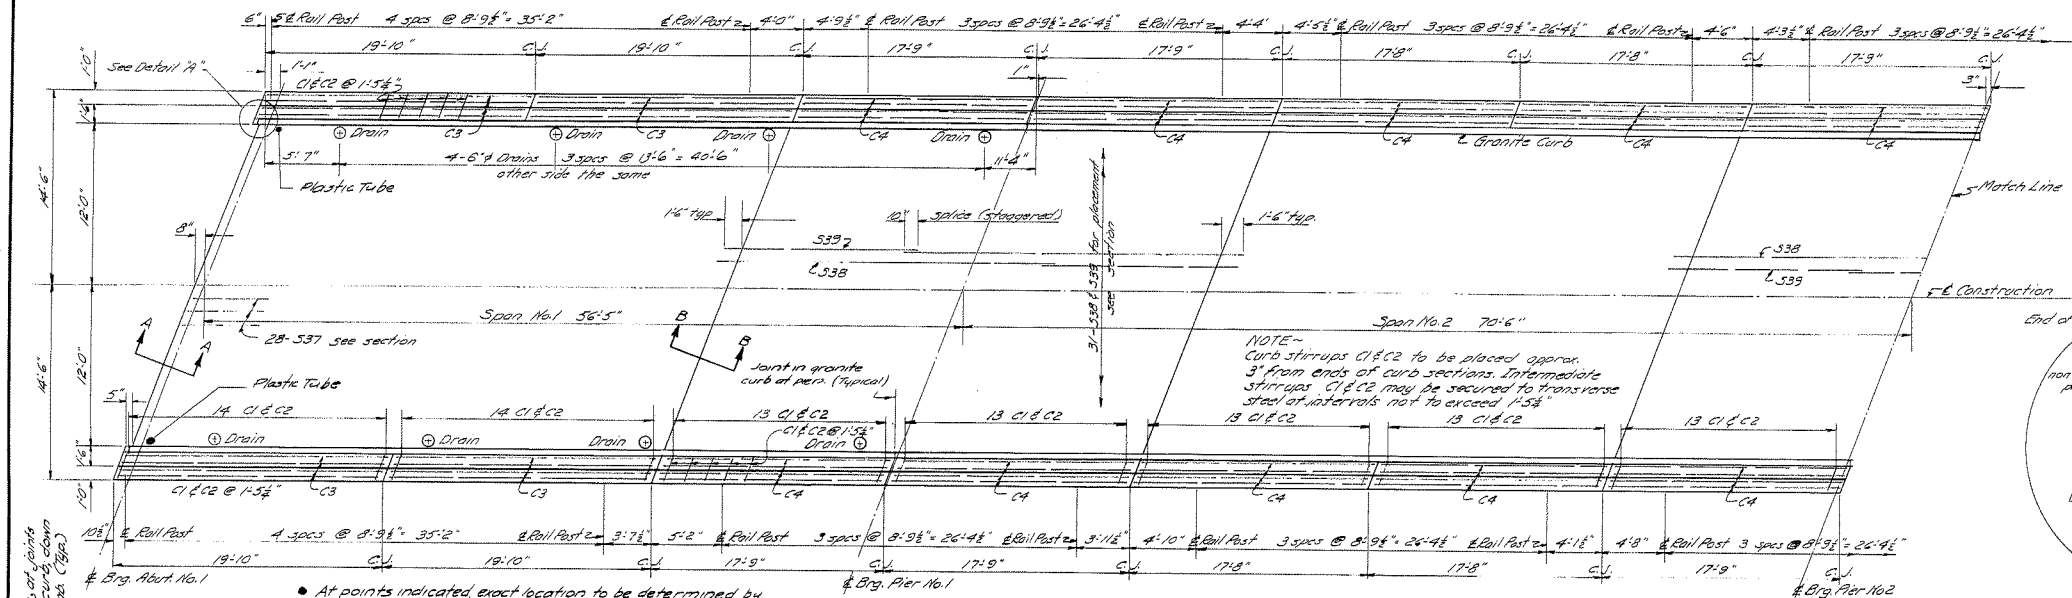 6" 5" ℄ Rail Post 4 spcs @ 8'-9½" = 35'-2" ℄ Rail Post 4'-0" 4'-9½" ℄ Rail Post 3 spcs @ 8'-9½" = 26'-4½" ℄ Rail Post 4'-4" 4'-5½" ℄ Rail Post 3 spcs @ 8'-9½" = 26'-4½" ℄ Rail Post 4'-6" 4'-3½" ℄ Rail Post 3 spcs @ 8'-9½" = 26'-4½"
19'-10" C.J. 19'-10" C.J. 17'-9" C.J. 17'-9" C.J. 17'-8" C.J. 17'-8" C.J. 17'-9" C.J.
1'-0" See Detail "A" 1'-1" 1" 3"
C1 & C2 @ 1'-5¼"
1'-6" Drain C3 Drain C3 Drain C4 Drain C4 C4 Granite Curb C4 C4
5'-7" 4-6"ϕ Drains 3 spcs @ 13'-6" = 40'-6" 11'-4"
other side the same
Plastic Tube
Match Line
14'-6" 12'-0"
1'-6" typ. 10" splice (staggered) 1'-6" typ.
8" S39 S38
S38 S39
31-S38 & S39 for placement
see section
℄ Construction
Span No.1 56'-5" Span No.2 70'-6"
End of
A A 28-S37 see section B B
14'-6" 12'-0"
NOTE~
Curb stirrups C1 & C2 to be placed approx.
3" from ends of curb sections. Intermediate
stirrups C1 & C2 may be secured to transverse
steel at intervals not to exceed 1'-5¼"
Joint in granite
curb at perp. (Typical)
Plastic Tube
5" 14 C1 & C2 14 C1 & C2 13 C1 & C2 13 C1 & C2 13 C1 & C2 13 C1 & C2 13 C1 & C2
C1 & C2 @ 1'-5¼"
Drain Drain Drain Drain
1'-6"
C1 & C2 @ 1'-5¼" C3 C3 C4 C4 C4 C4 C4
1'-0"
10½" ℄ Rail Post 4 spcs @ 8'-9½" = 35'-2" ℄ Rail Post 3'-7½" 5'-2" ℄ Rail Post 3 spcs @ 8'-9½" = 26'-4½" ℄ Rail Post 3'-11½" 4'-10" ℄ Rail Post 3 spcs @ 8'-9½" = 26'-4½" ℄ Rail Post 4'-1½" 4'-8" ℄ Rail Post 3 spcs @ 8'-9½" = 26'-4½"
19'-10" C.J. 19'-10" C.J. 17'-9" C.J. 17'-9" C.J. 17'-8" 17'-8" C.J. 17'-9" C.J.
℄ Brg. Abut. No.1 ℄ Brg. Pier No.1 ℄ Brg. Pier No.2
at joints
curb, down
(Typ.)
● At points indicated, exact location to be determined by